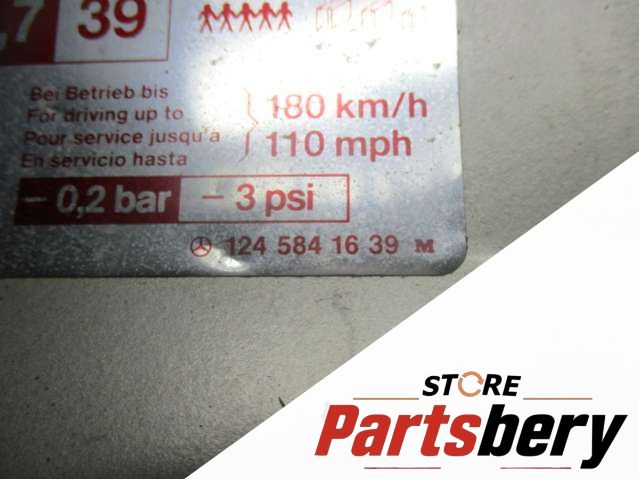 ,7 39
Bei Betrieb bis
For driving up to
Pour service jusqu'a
En servicio hasta
180 km/h
110 mph
- 0,2 bar - 3 psi
124 584 16 39 M
STORE
Partsbery